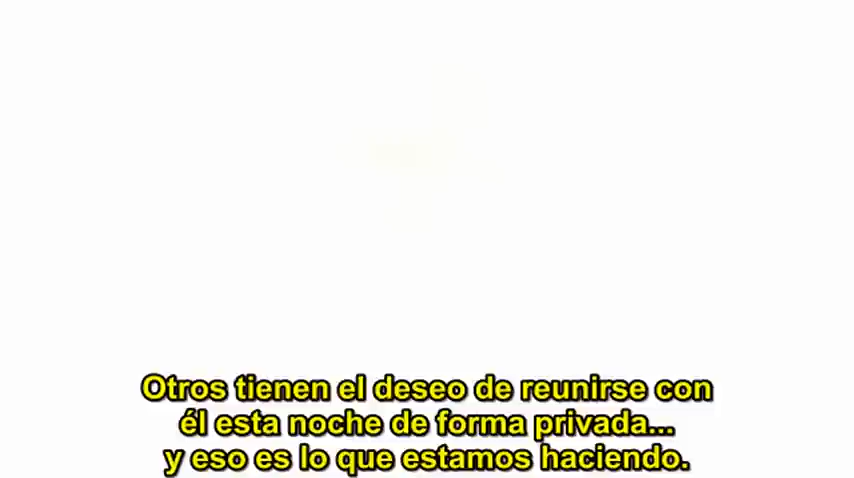 Otros tienen el deseo de reunirse con
él esta noche de forma privada...
y eso es lo que estamos haciendo.